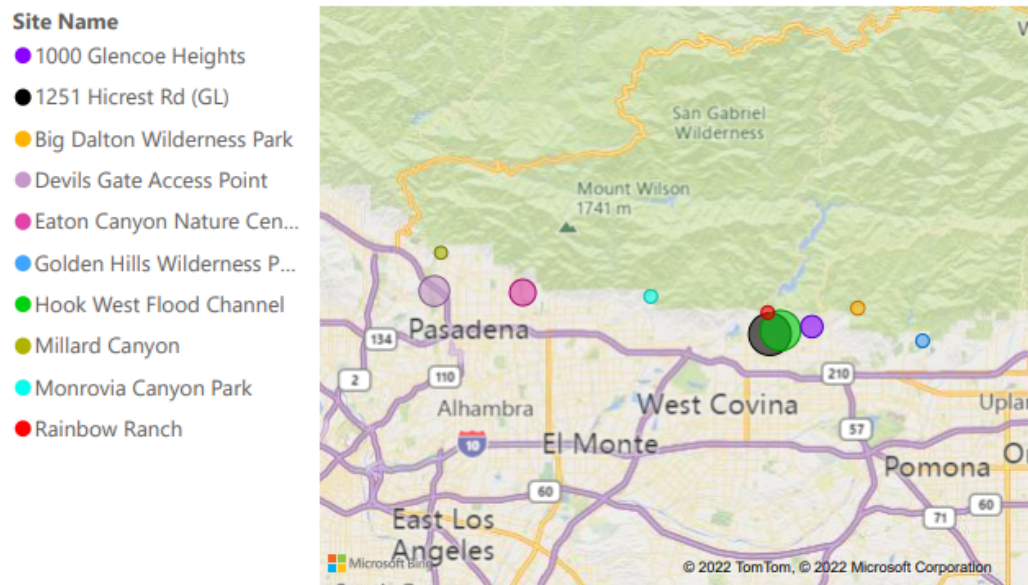 Site Name
1000 Glencoe Heights
1251 Hicrest Rd (GL)
Big Dalton Wilderness Park
Devils Gate Access Point
Eaton Canyon Nature Cen...
Golden Hills Wilderness P...
Hook West Flood Channel
Millard Canyon
Monrovia Canyon Park
Rainbow Ranch
San Gabriel
Wilderness
Mount Wilson
1741 m
Pasadena
134
2
110
210
Alhambra
West Covina
Upla
57
10
El Monte
Pomona
60
60
71
East Los
Angeles
Microsoft Bing
© 2022 TomTom, © 2022 Microsoft Corporation